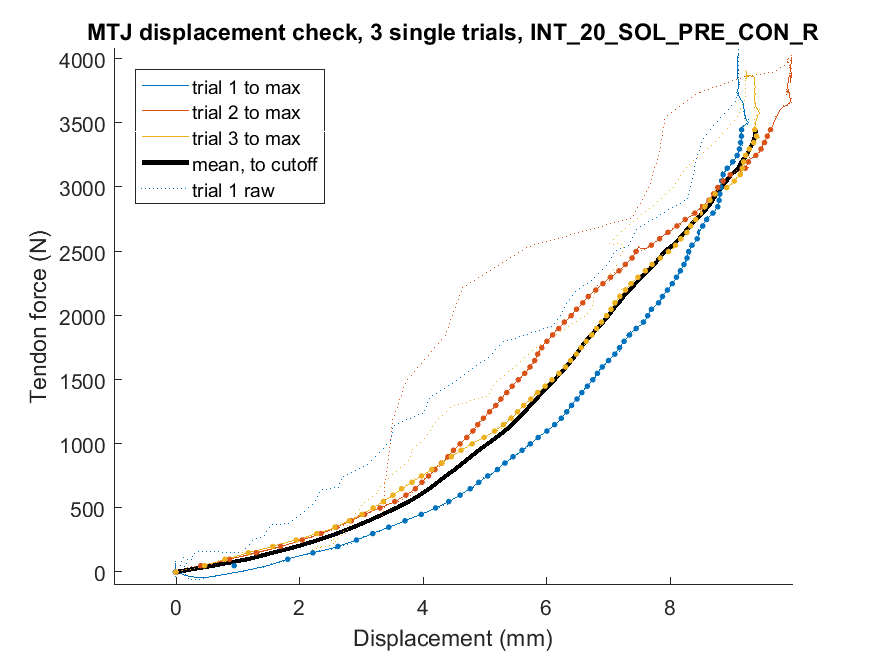 MTJ displacement check, 3 single trials, INT_20_SOL_PRE_CON_R
4000
3500
3000
2500
2000
1500
1000
500
0
Tendon force (N)
trial 1 to max
trial 2 to max
trial 3 to max
mean, to cutoff
trial 1 raw
0 2 4 6 8
Displacement (mm)